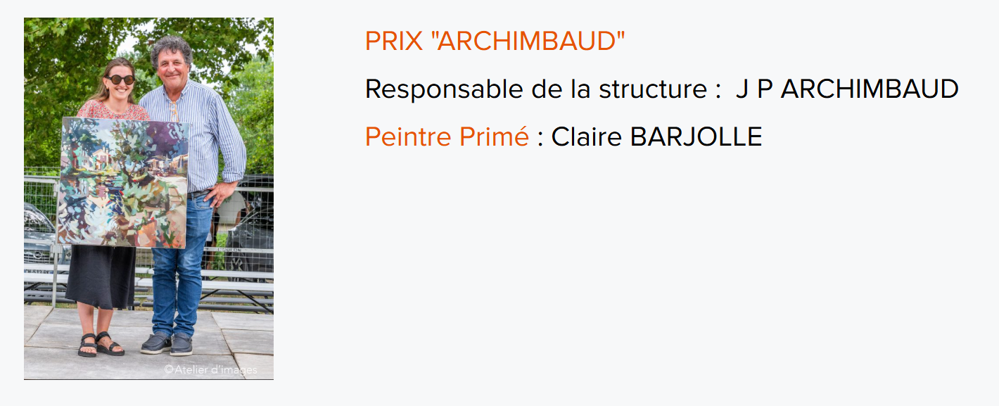 PRIX "ARCHIMBAUD"
Responsable de la structure : J P ARCHIMBAUD
Peintre Primé : Claire BARJOLLE
©Atelier d'images